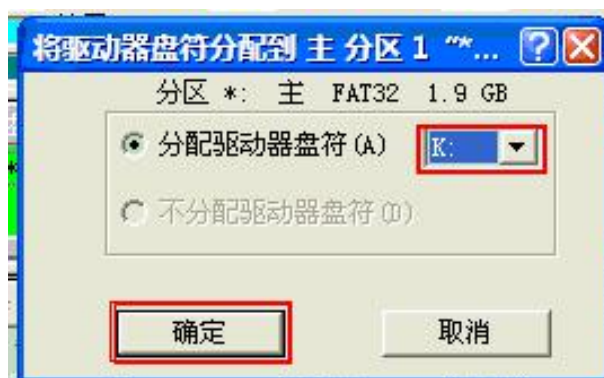 将驱动器盘符分配到 主 分区 1 “*...
分区 *: 主 FAT32 1.9 GB
分配驱动器盘符(A) K:
不分配驱动器盘符(D)
确定 取消